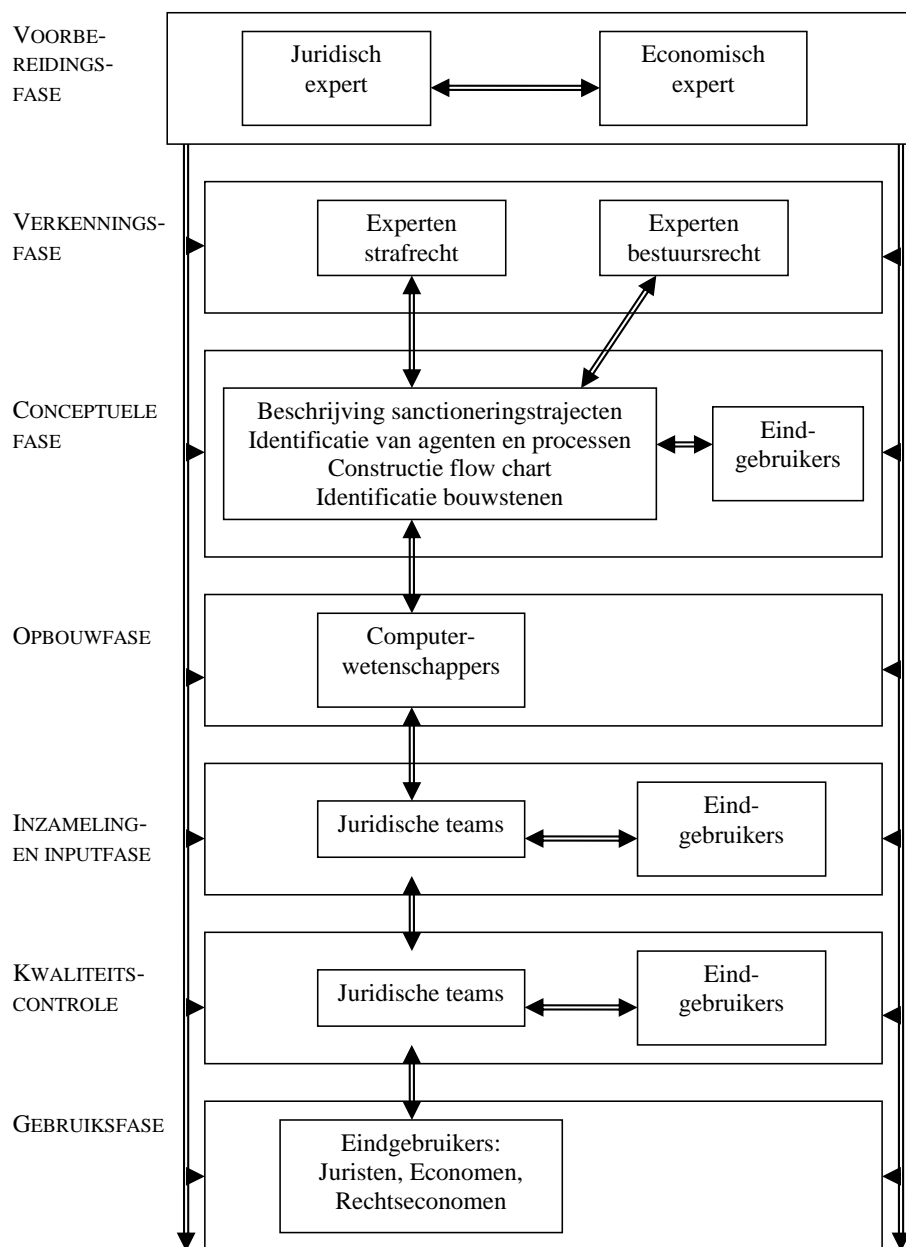 VOORBE-
REIDINGS-
FASE
Juridisch
expert
Economisch
expert
VERKENNINGS-
FASE
Experten
strafrecht
Experten
bestuursrecht
CONCEPTUELE
FASE
Beschrijving sanctioneringstrajecten
Identificatie van agenten en processen
Constructie flow chart
Identificatie bouwstenen
Eind-
gebruikers
OPBOUWFASE
Computer-
wetenschappers
INZAMELING-
EN INPUTFASE
Juridische teams
Eind-
gebruikers
KWALITEITS-
CONTROLE
Juridische teams
Eind-
gebruikers
GEBRUIKSFASE
Eindgebruikers:
Juristen, Economen,
Rechtseconomen